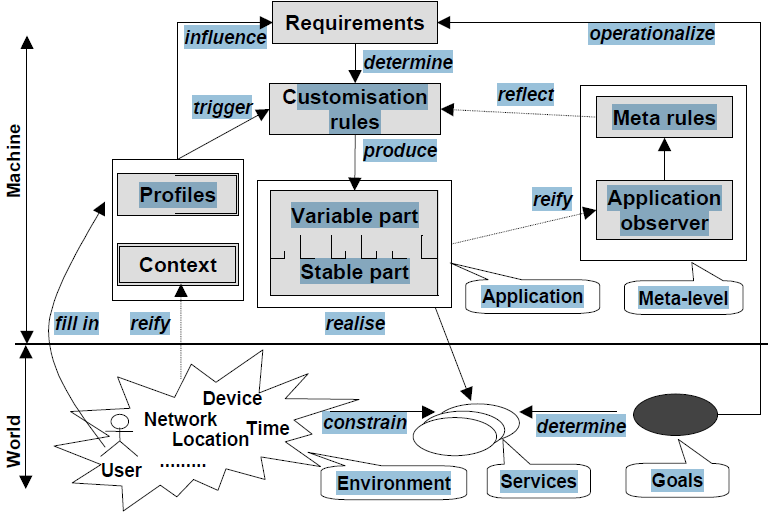 Requirements
influence
operationalize
determine
Customisation
rules
trigger
reflect
Meta rules
produce
Machine
Profiles
Variable part
reify
Application
observer
Context
Stable part
Application
Meta-level
fill in
reify
realise
World
Device
Network
Location
Time
User
.........
constrain
determine
Environment
Services
Goals